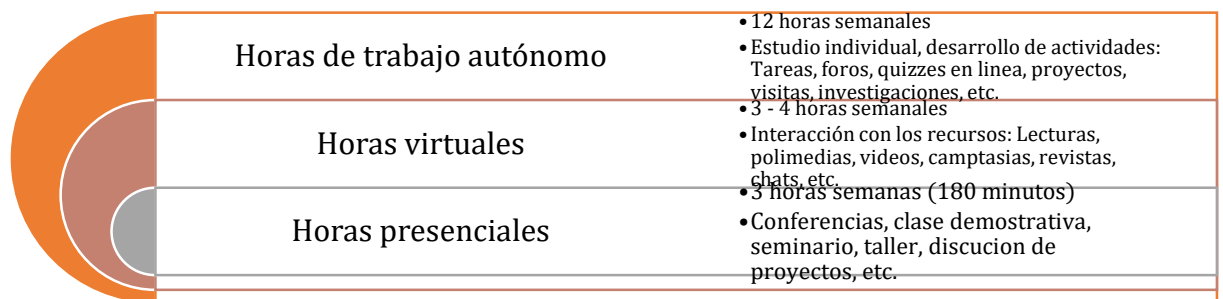 Horas de trabajo autónomo
• 12 horas semanales
• Estudio individual, desarrollo de actividades:
Tareas, foros, quizzes en linea, proyectos,
visitas, investigaciones, etc.
Horas virtuales
• 3 - 4 horas semanales
• Interacción con los recursos: Lecturas,
polimedias, videos, camptasias, revistas,
chats, etc.
Horas presenciales
• 3 horas semanas (180 minutos)
• Conferencias, clase demostrativa,
seminario, taller, discucion de
proyectos, etc.